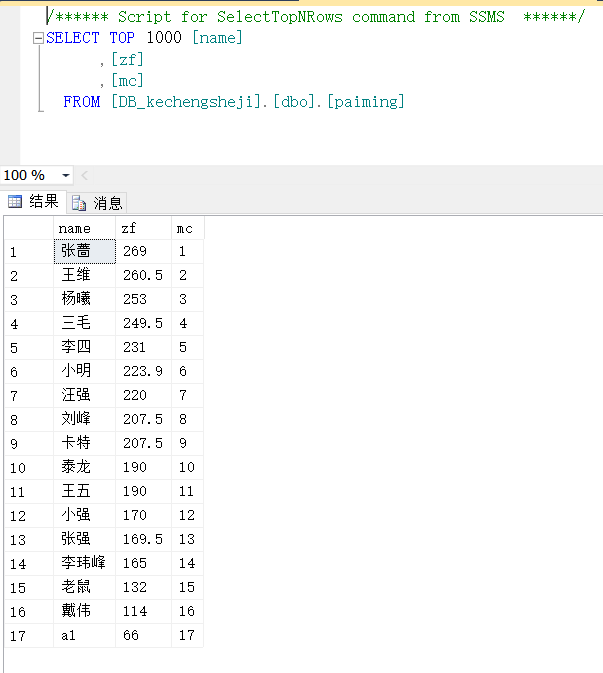 /****** Script for SelectTopNRows command from SSMS  ******/
SELECT TOP 1000 [name]
      ,[zf]
      ,[mc]
  FROM [DB_kechengsheji].[dbo].[paiming]
100 %
结果 消息
name zf mc
1 张蔷 269 1
2 王维 260.5 2
3 杨曦 253 3
4 三毛 249.5 4
5 李四 231 5
6 小明 223.9 6
7 汪强 220 7
8 刘峰 207.5 8
9 卡特 207.5 9
10 泰龙 190 10
11 王五 190 11
12 小强 170 12
13 张强 169.5 13
14 李玮峰 165 14
15 老鼠 132 15
16 戴伟 114 16
17 a1 66 17